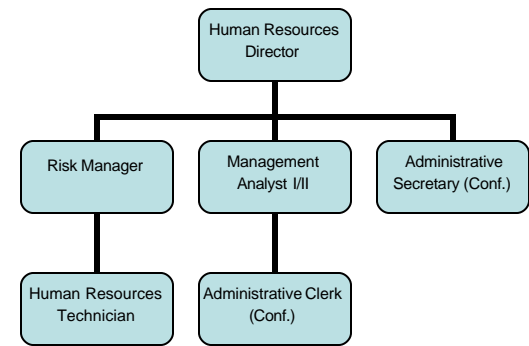 Human Resources
Director
Risk Manager
Management
Analyst I/II
Administrative
Secretary (Conf.)
Human Resources
Technician
Administrative Clerk
(Conf.)